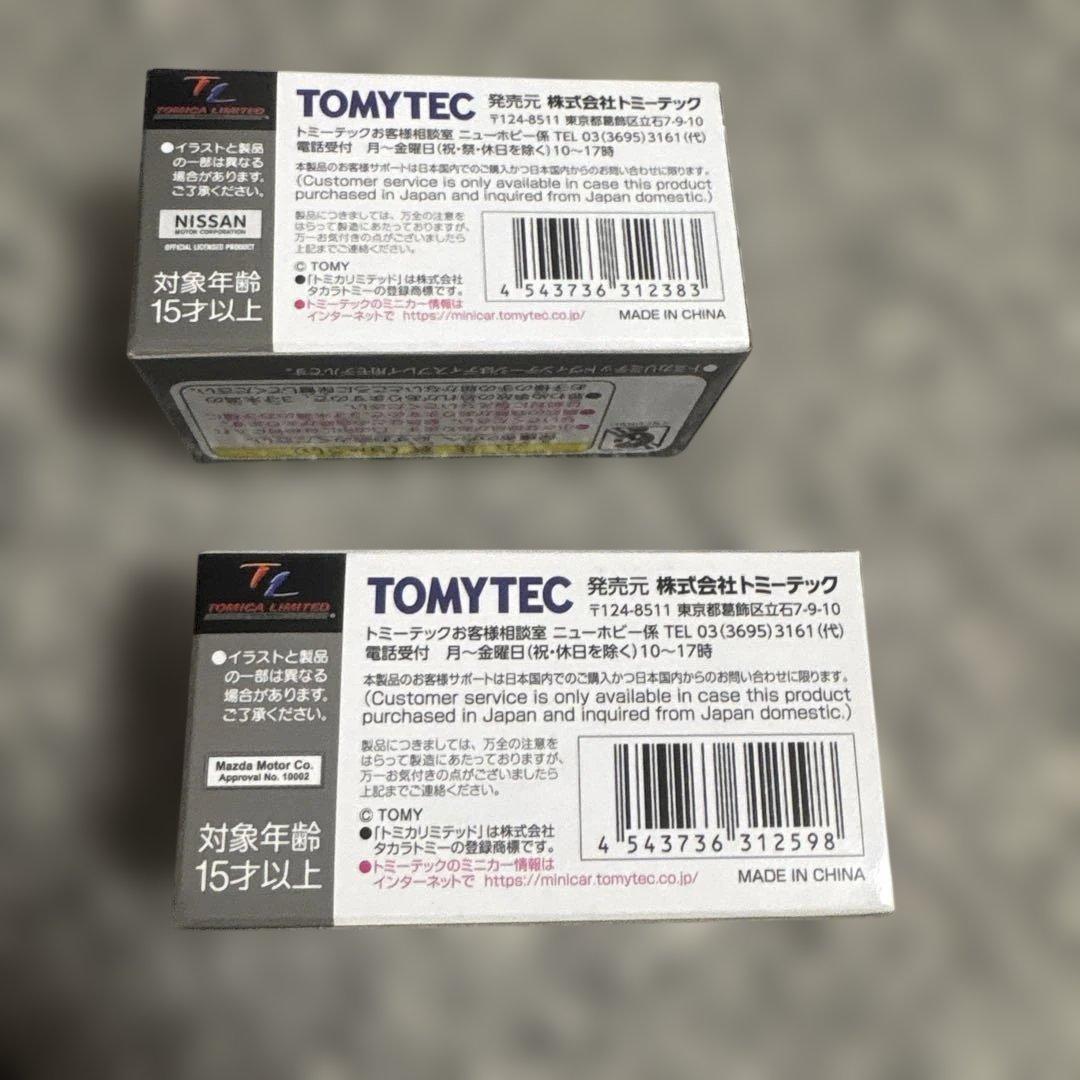 TL
TOMICA LIMITED
●イラストと製品
の一部は異なる
場合があります。
ご了承ください。
NISSAN
MOTOR CORPORATION
OFFICIAL LICENSED PRODUCT
対象年齢
15才以上
TOMYTEC 発売元 株式会社トミーテック
〒124-8511 東京都葛飾区立石7-9-10
トミーテックお客様相談室 ニューホビー係 TEL 03(3695)3161(代)
電話受付 月〜金曜日(祝・祭・休日を除く)10〜17時
本製品のお客様サポートは日本国内でのご購入かつ日本国内からのお問い合わせに限ります。
(Customer service is only available in case this product
purchased in Japan and inquired from Japan domestic.)
製品につきましては、万全の注意を
はらって製造にあたっておりますが、
万一お気付きの点がございましたら
上記までご連絡ください。
© TOMY
●「トミカリミテッド」は株式会社
タカラトミーの登録商標です。
●トミーテックのミニカー情報は
インターネットで https://minicar.tomytec.co.jp/
4 543736 312383
MADE IN CHINA
●トミカリミテッドヴィンテージはディスプレイ用モデルです。
TL
TOMICA LIMITED
●イラストと製品
の一部は異なる
場合があります。
ご了承ください。
Mazda Motor Co.
Approval No. 10002
対象年齢
15才以上
TOMYTEC 発売元 株式会社トミーテック
〒124-8511 東京都葛飾区立石7-9-10
トミーテックお客様相談室 ニューホビー係 TEL 03(3695)3161(代)
電話受付 月〜金曜日(祝・休日を除く)10〜17時
本製品のお客様サポートは日本国内でのご購入かつ日本国内からのお問い合わせに限ります。
(Customer service is only available in case this product
purchased in Japan and inquired from Japan domestic.)
製品につきましては、万全の注意を
はらって製造にあたっておりますが、
万一お気付きの点がございましたら
上記までご連絡ください。
© TOMY
●「トミカリミテッド」は株式会社
タカラトミーの登録商標です。
●トミーテックのミニカー情報は
インターネットで https://minicar.tomytec.co.jp/
4 543736 312598
MADE IN CHINA